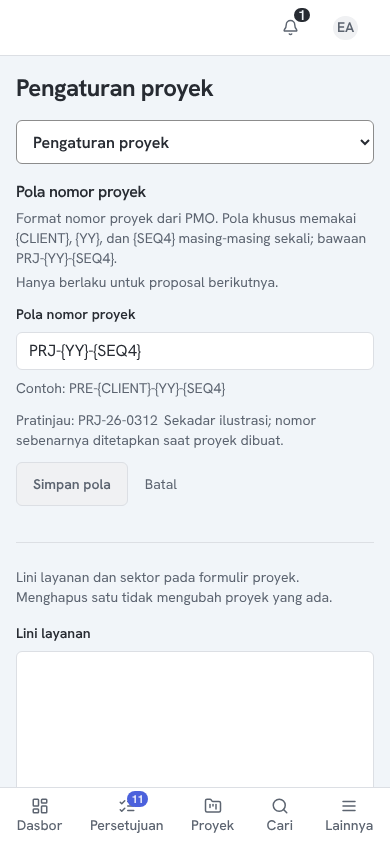 1
EA
Pengaturan proyek
Pengaturan proyek
Pola nomor proyek
Format nomor proyek dari PMO. Pola khusus memakai
{CLIENT}, {YY}, dan {SEQ4} masing-masing sekali; bawaan
PRJ-{YY}-{SEQ4}.
Hanya berlaku untuk proposal berikutnya.
Pola nomor proyek
PRJ-{YY}-{SEQ4}
Contoh: PRE-{CLIENT}-{YY}-{SEQ4}
Pratinjau: PRJ-26-0312 Sekadar ilustrasi; nomor
sebenarnya ditetapkan saat proyek dibuat.
Simpan pola Batal
Lini layanan dan sektor pada formulir proyek.
Menghapus satu tidak mengubah proyek yang ada.
Lini layanan
11
Dasbor Persetujuan Proyek Cari Lainnya